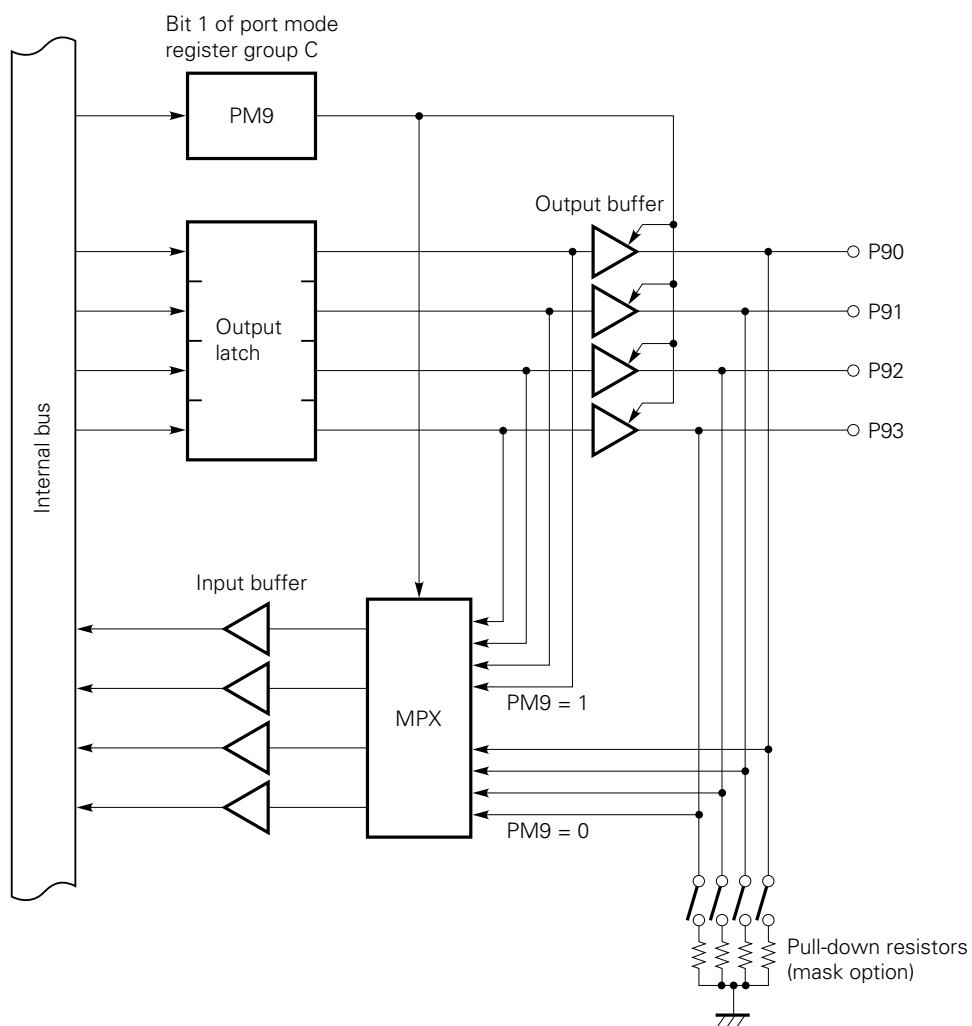 Bit 1 of port mode
register group C
PM9
Output buffer
P90
P91
Output
latch
P92
P93
Internal bus
Input buffer
PM9 = 1
MPX
PM9 = 0
Pull-down resistors
(mask option)